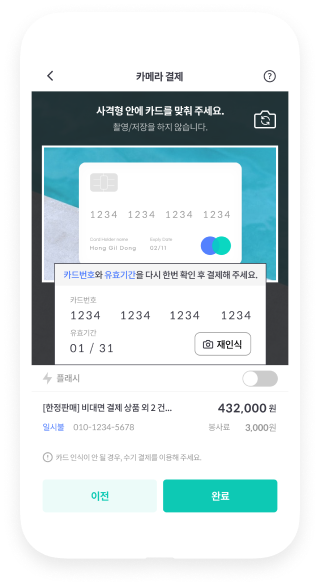 카메라 결제
?
사격형 안에 카드를 맞춰 주세요.
촬영/저장을 하지 않습니다.
1234 1234 1234 1234
Card Holder name Expiry Date
Hong Gil Dong 02/11
카드번호와 유효기간을 다시 한번 확인 후 결제해 주세요.
카드번호
1234 1234 1234 1234
유효기간
01 / 31
재인식
플래시
[한정판매] 비대면 결제 상품 외 2 건...
432,000 원
일시불 010-1234-5678
봉사료 3,000원
카드 인식이 안 될 경우, 수기 결제를 이용해 주세요.
이전
완료